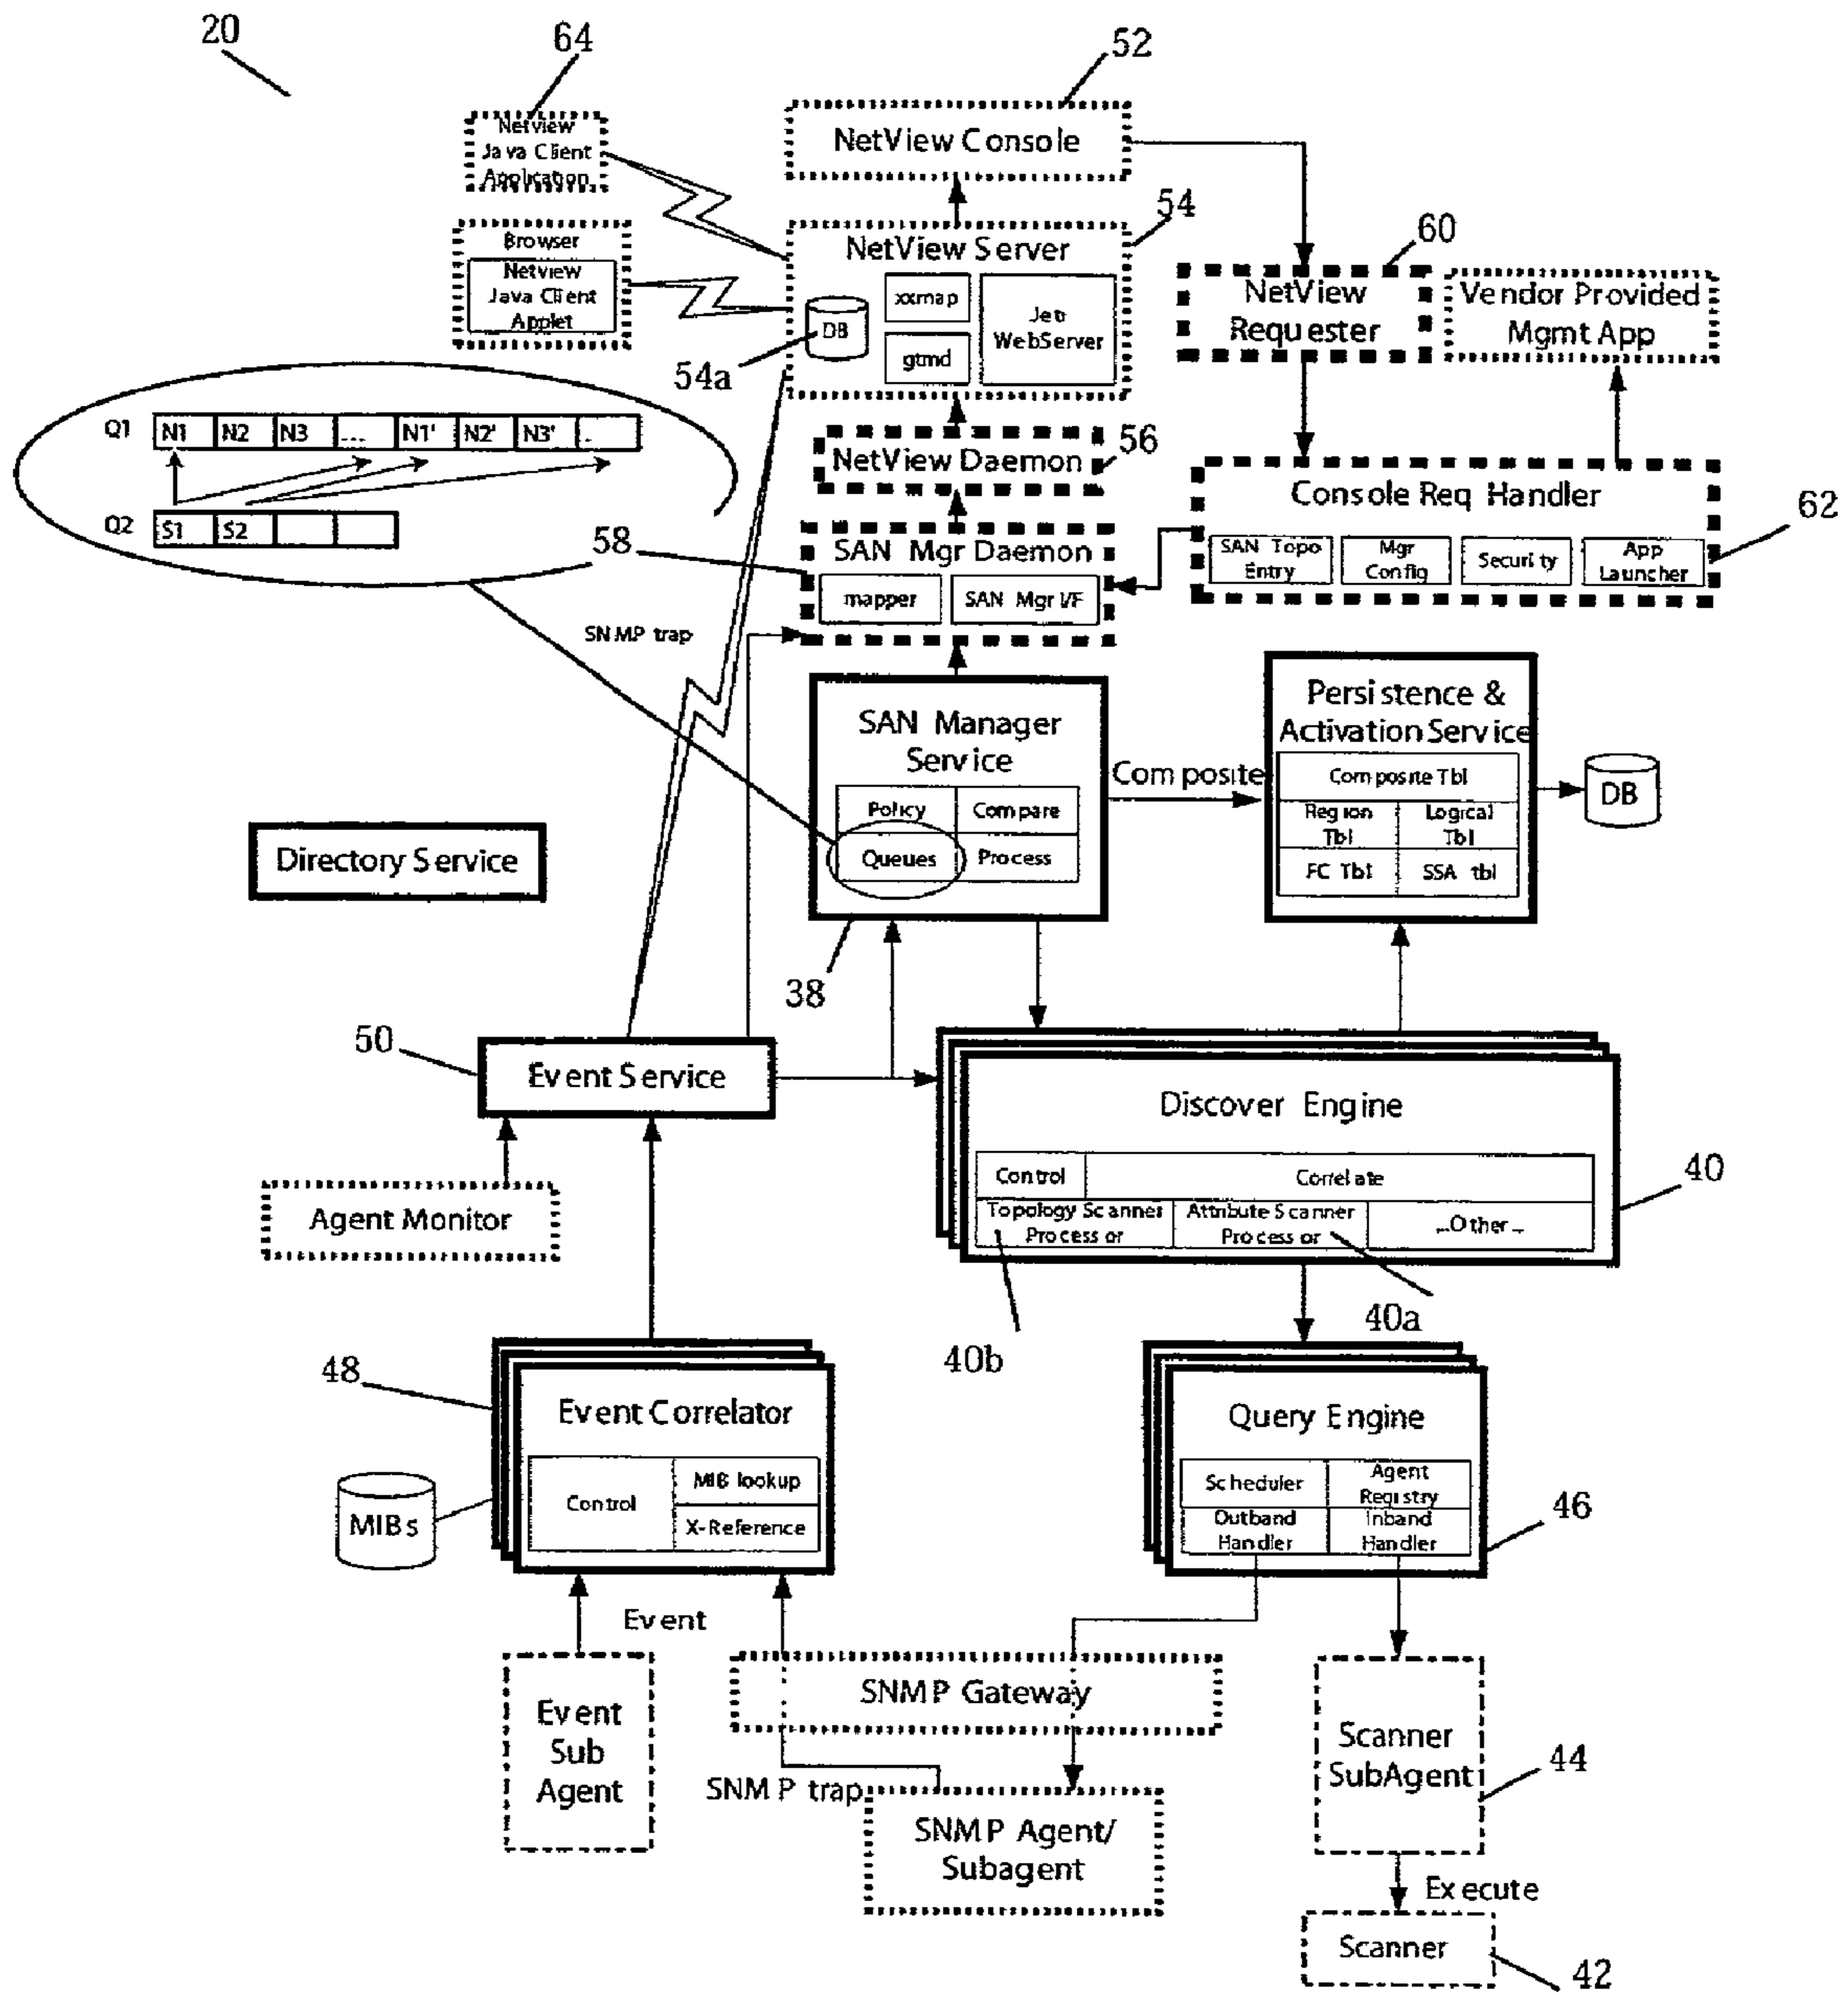 20
64
52
Netview
Java Client
Application
NetView Console
54
Browser
Netview
Java Client
Applet
NetView Server
DB
xxmap
gtmd
WebServer
54a
60
NetView
Requester
Vendor Provided
Mgmt App
Q1 N1 N2 N3 ... N1' N2' N3' .
Q2 S1 S2
NetView Daemon
56
Console Req Handler
62
SAN Topo
Entry
Mgr
Config
Security
App
Launcher
58
SAN Mgr Daemon
mapper
SAN Mgr I/F
SNMP trap
SAN Manager
Service
Policy
Compare
Queues
Process
38
Composite
Persistence &
Activation Service
Composite Tbl
Region
Tbl
Logical
Tbl
FC Tbl
SSA tbl
DB
Directory Service
50
Event Service
Agent Monitor
Discover Engine
Control
Correlate
Topology Scanner
Processor
Attribute Scanner
Processor
...Other...
40
40a
40b
48
Event Correlator
Control
MIB lookup
X-Reference
MIBs
Query Engine
Scheduler
Agent
Registry
Outband
Handler
Inband
Handler
46
Event
Event
Sub
Agent
SNMP Gateway
SNMP trap
SNMP Agent/
Subagent
Scanner
SubAgent
44
Execute
Scanner
42